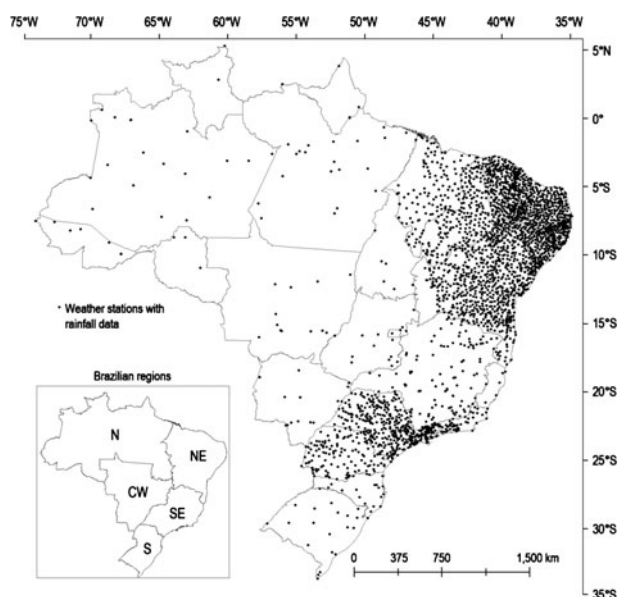 75°W 70°W 65°W 60°W 55°W 50°W 45°W 40°W 35°W
5°N
0°
5°S
10°S
Weather stations with
rainfall data
15°S
Brazilian regions
20°S
N
NE
25°S
CW
SE
30°S
S
0 375 750 1,500 km
35°S